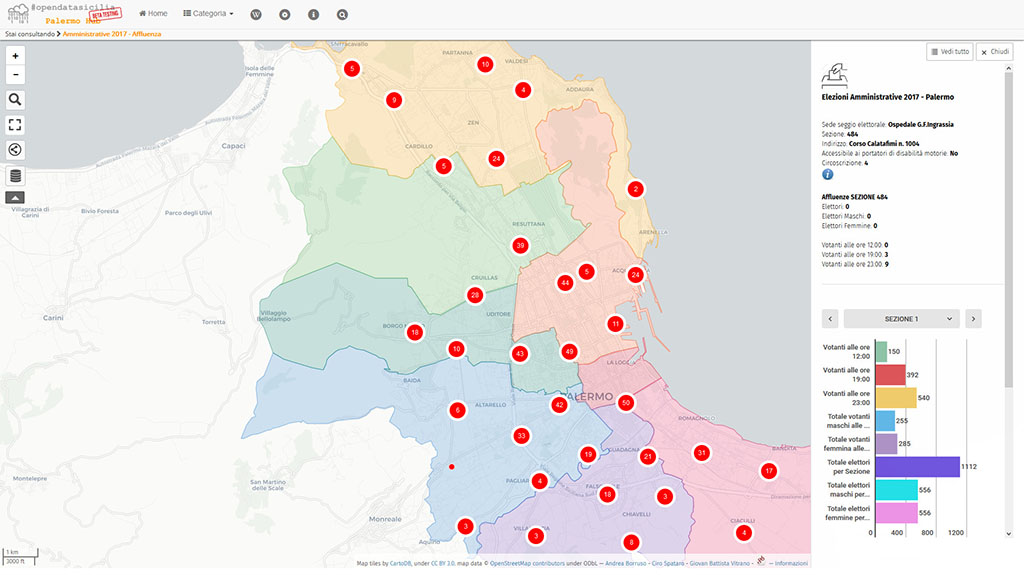 #opendatasicilia
Palermo Hub
BETA TESTING
Home
Categoria
Stai consultando
Amministrative 2017 - Affluenza
+
−
Vedi tutto
Chiudi
Elezioni Amministrative 2017 - Palermo
Sede seggio elettorale: Ospedale G.F.Ingrassia
Sezione: 484
Indirizzo: Corso Calatafimi n. 1004
Accessibile ai portatori di disabilità motorie: No
Circoscrizione: 4
Affluenze SEZIONE 484
Elettori: 0
Elettori Maschi: 0
Elettori Femmine: 0
Votanti alle ore 12:00: 0
Votanti alle ore 19:00: 3
Votanti alle ore 23:00: 9
SEZIONE 1
Votanti alle ore 12:00
150
Votanti alle ore 19:00
392
Votanti alle ore 23:00
540
Totale votanti maschi alle ...
255
Totale votanti femmina alle...
285
Totale elettori per Sezione
1112
Totale elettori maschi per...
556
Totale elettori femmine per...
556
0 400 800 1200
Sferracavallo
PARTANNA
VALDESI
Isola delle Femmine
ADDAURA
ZEN
CARDILLO
Capaci
Villagrazia di Carini
Bivio Foresta
Parco degli Ulivi
RESUTTANA
ARENELLA
CRUILLAS
Villaggio Bellolampo
UDITORE
Torretta
Carini
LA LOGGIA
BAIDA
ALTARELLO
PALERMO
ROMAGNOLO
BANDITA
Montelepre
San Martino delle Scale
Monreale
CHIAVELLI
CIACULLI
Aquino
5
10
9
4
5
24
2
39
5
44
24
28
11
18
10
43
49
6
42
50
33
19
21
31
17
4
18
3
3
3
8
4
1 km
3000 ft
Map tiles by CartoDB, under CC BY 3.0. map data © OpenStreetMap contributors under ODbL — Andrea Borruso - Ciro Spataro - Giovan Battista Vitrano - — Informazioni